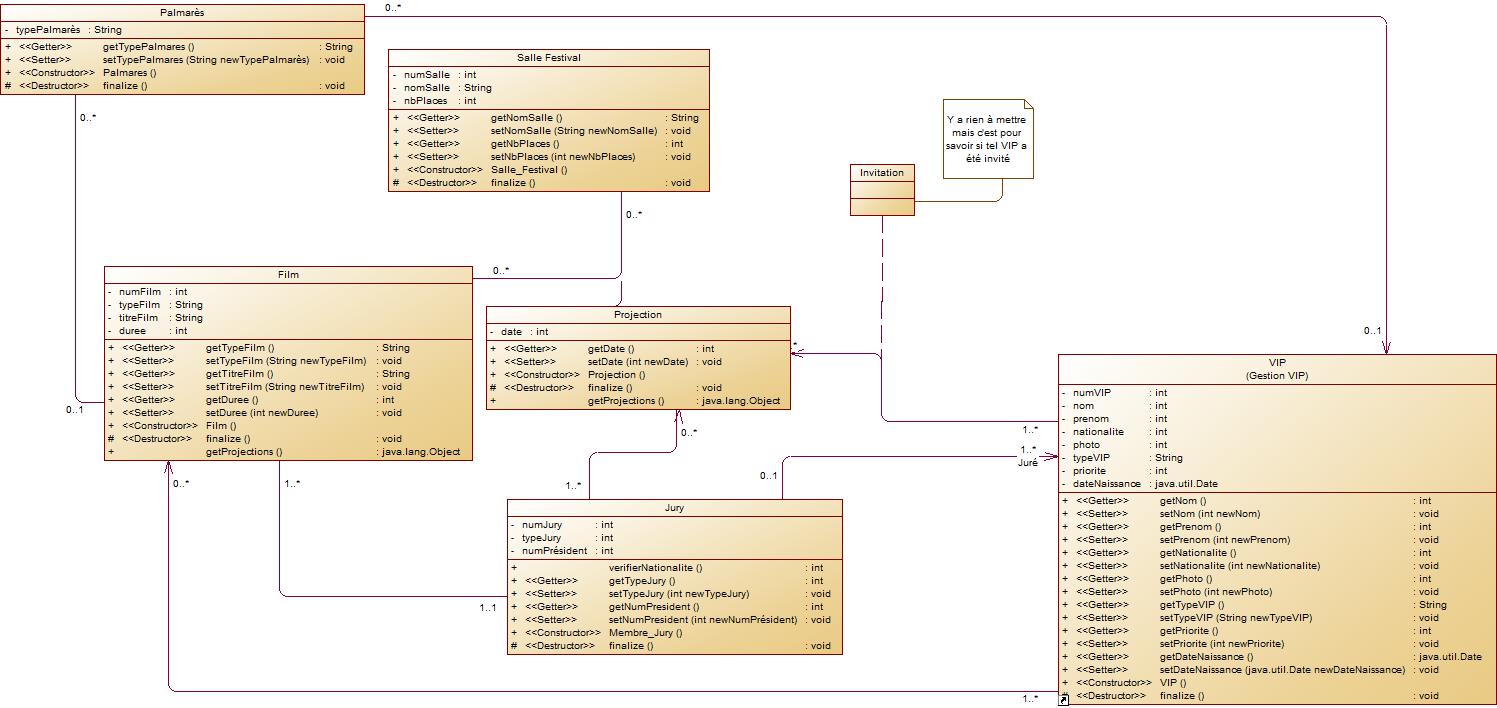 Palmarès
- typePalmarès : String
+ <<Getter>> getTypePalmares () : String
+ <<Setter>> setTypePalmares (String newTypePalmarès) : void
+ <<Constructor>> Palmares ()
# <<Destructor>> finalize () : void
0..*
0..*
0..1
0..1
Salle Festival
- numSalle : int
- nomSalle : String
- nbPlaces : int
+ <<Getter>> getNomSalle () : String
+ <<Setter>> setNomSalle (String newNomSalle) : void
+ <<Getter>> getNbPlaces () : int
+ <<Setter>> setNbPlaces (int newNbPlaces) : void
+ <<Constructor>> Salle_Festival ()
# <<Destructor>> finalize () : void
0..*
0..*
Y a rien à mettre
mais c'est pour
savoir si tel VIP a
été invité
Invitation
Film
- numFilm : int
- typeFilm : String
- titreFilm : String
- duree : int
+ <<Getter>> getTypeFilm () : String
+ <<Setter>> setTypeFilm (String newTypeFilm) : void
+ <<Getter>> getTitreFilm () : String
+ <<Setter>> setTitreFilm (String newTitreFilm) : void
+ <<Getter>> getDuree () : int
+ <<Setter>> setDuree (int newDuree) : void
+ <<Constructor>> Film ()
# <<Destructor>> finalize () : void
+ getProjections () : java.lang.Object
0..*
1..*
Projection
- date : int
+ <<Getter>> getDate () : int
+ <<Setter>> setDate (int newDate) : void
+ <<Constructor>> Projection ()
# <<Destructor>> finalize () : void
+ getProjections () : java.lang.Object
*
0..*
1..*
1..*
0..1
1..*
Juré
1..1
1..*
Jury
- numJury : int
- typeJury : int
- numPrésident : int
+ verifierNationalite () : int
+ <<Getter>> getTypeJury () : int
+ <<Setter>> setTypeJury (int newTypeJury) : void
+ <<Getter>> getNumPresident () : int
+ <<Setter>> setNumPresident (int newNumPrésident) : void
+ <<Constructor>> Membre_Jury ()
# <<Destructor>> finalize () : void
VIP
(Gestion VIP)
- numVIP : int
- nom : int
- prenom : int
- nationalite : int
- photo : int
- typeVIP : String
- priorite : int
- dateNaissance : java.util.Date
+ <<Getter>> getNom () : int
+ <<Setter>> setNom (int newNom) : void
+ <<Getter>> getPrenom () : int
+ <<Setter>> setPrenom (int newPrenom) : void
+ <<Getter>> getNationalite () : int
+ <<Setter>> setNationalite (int newNationalite) : void
+ <<Getter>> getPhoto () : int
+ <<Setter>> setPhoto (int newPhoto) : void
+ <<Getter>> getTypeVIP () : String
+ <<Setter>> setTypeVIP (String newTypeVIP) : void
+ <<Getter>> getPriorite () : int
+ <<Setter>> setPriorite (int newPriorite) : void
+ <<Getter>> getDateNaissance () : java.util.Date
+ <<Setter>> setDateNaissance (java.util.Date newDateNaissance) : void
+ <<Constructor>> VIP ()
# <<Destructor>> finalize () : void